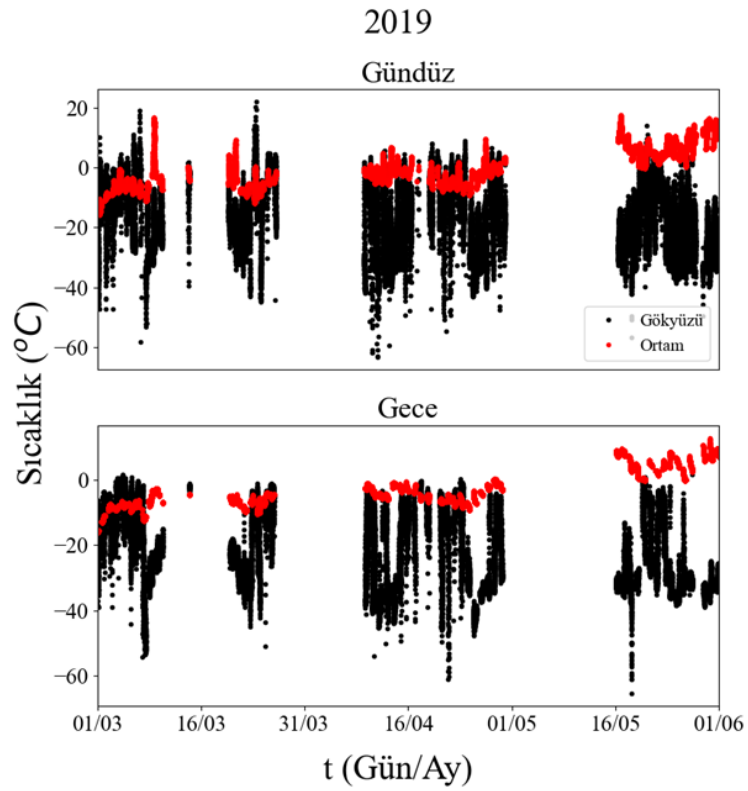 2019
Gündüz
20
0
−20
−40
−60
Gökyüzü
Ortam
Sıcaklık (°C)
Gece
0
−20
−40
−60
01/03 16/03 31/03 16/04 01/05 16/05 01/06
t (Gün/Ay)